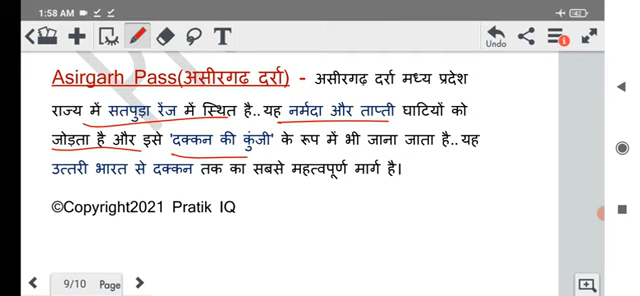 1:58 AM
42
Undo
Asirgarh Pass(असीरगढ दर्रा) - असीरगढ़ दर्रा मध्य प्रदेश
राज्य में सतपुड़ा रेंज में स्थित है.. यह नर्मदा और ताप्ती घाटियों को
जोड़ता है और इसे 'दक्कन की कुंजी' के रूप में भी जाना जाता है.. यह
उत्तरी भारत से दक्कन तक का सबसे महत्वपूर्ण मार्ग है।
©Copyright2021 Pratik IQ
9/10 Page